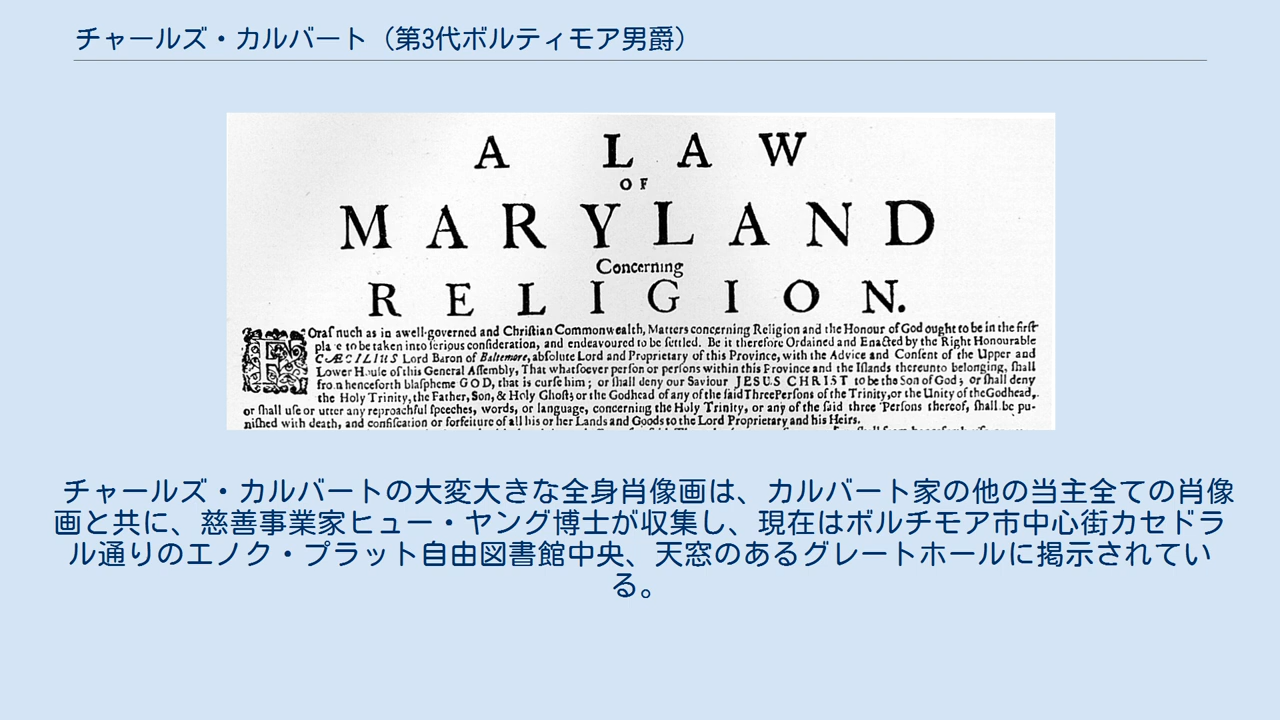 チャールズ・カルバート（第3代ボルティモア男爵）
A LAW
OF
MARYLAND
Concerning
RELIGION.
Foraſmuch as in a well-governed and Chriſtian Commonwealth, Matters concerning Religion and the Honour of God ought to be in the firſt
place to be taken into ſerious conſideration, and endeavoured to be ſettled. Be it therefore Ordained and Enacted by the Right Honourable
CÆCILIUS Lord Baron of Baltemore, abſolute Lord and Proprietary of this Province, with the Advice and Conſent of the Upper and
Lower Houſe of this General Aſſembly, That whatſoever perſon or perſons within this Province and the Iſlands thereunto belonging, ſhall
from henceforth blaſpheme GOD, that is curſe him; or ſhall deny our Saviour JESUS CHRIST to be the Son of God; or ſhall deny
the Holy Trinity, the Father, Son, & Holy Ghoſt; or the Godhead of any of the ſaid Three Perſons of the Trinity, or the Unity of the Godhead,
or ſhall uſe or utter any reproachful ſpeeches, words, or language, concerning the Holy Trinity, or any of the ſaid three Perſons thereof, ſhall be pu-
niſhed with death, and confiſcation or forfeiture of all his or her Lands and Goods to the Lord Proprietary and his Heirs.
チャールズ・カルバートの大変大きな全身肖像画は、カルバート家の他の当主全ての肖像
画と共に、慈善事業家ヒュー・ヤング博士が収集し、現在はボルチモア市中心街カセドラ
ル通りのエノク・プラット自由図書館中央、天窓のあるグレートホールに掲示されてい
る。